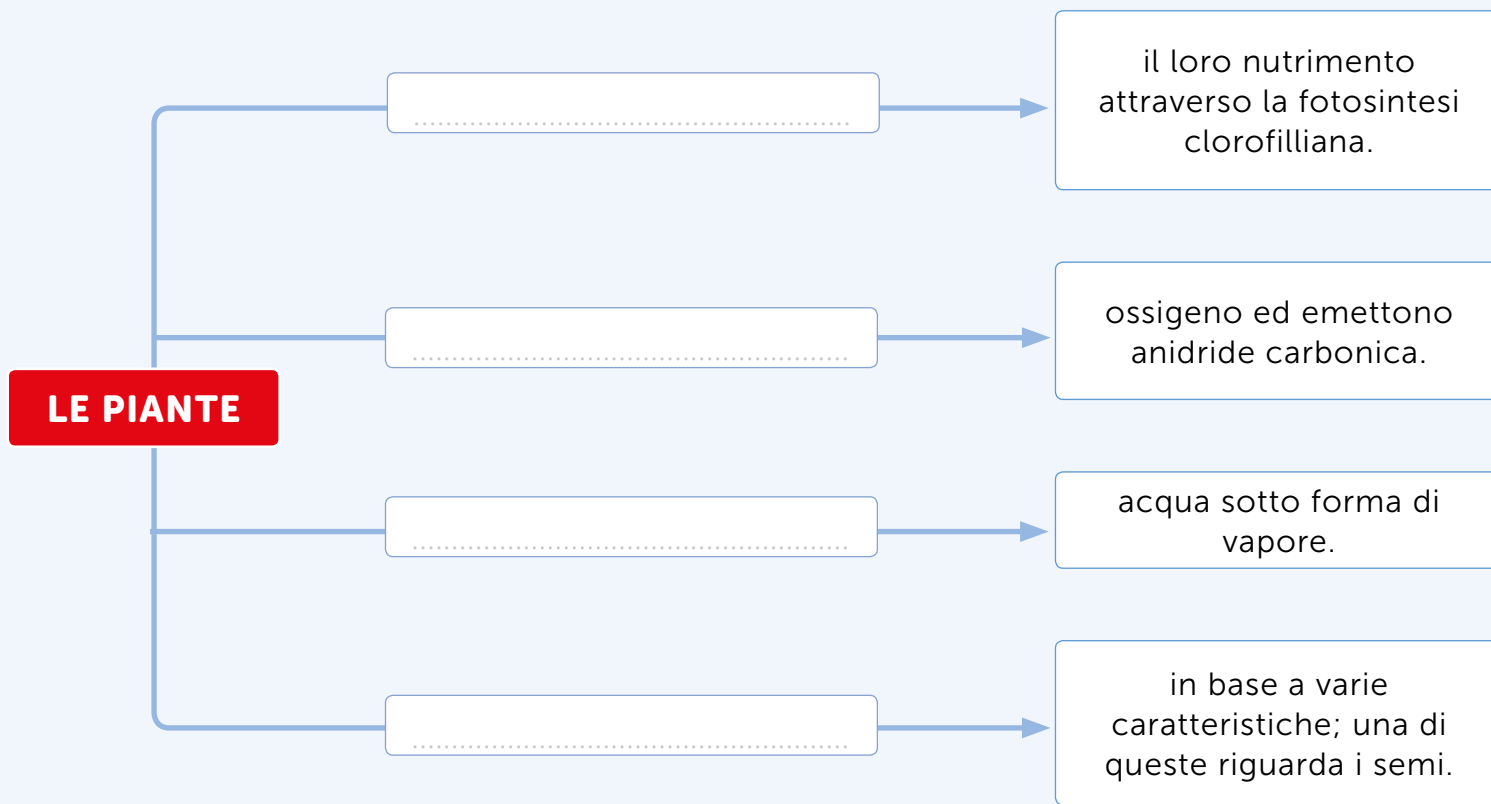 il loro nutrimento
attraverso la fotosintesi
clorofilliana.
ossigeno ed emettono
anidride carbonica.
LE PIANTE
acqua sotto forma di
vapore.
in base a varie
caratteristiche; una di
queste riguarda i semi.